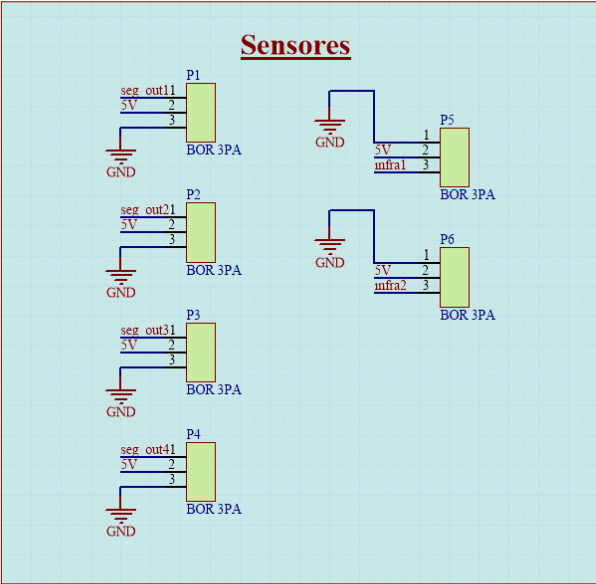 Sensores
P1
seg_out1 1
5V 2
3
GND
BOR 3PA
P2
seg_out2 1
5V 2
3
GND
BOR 3PA
P3
seg_out3 1
5V 2
3
GND
BOR 3PA
P4
seg_out4 1
5V 2
3
GND
BOR 3PA
P5
GND
1
5V 2
infra1 3
BOR 3PA
P6
GND
1
5V 2
infra2 3
BOR 3PA